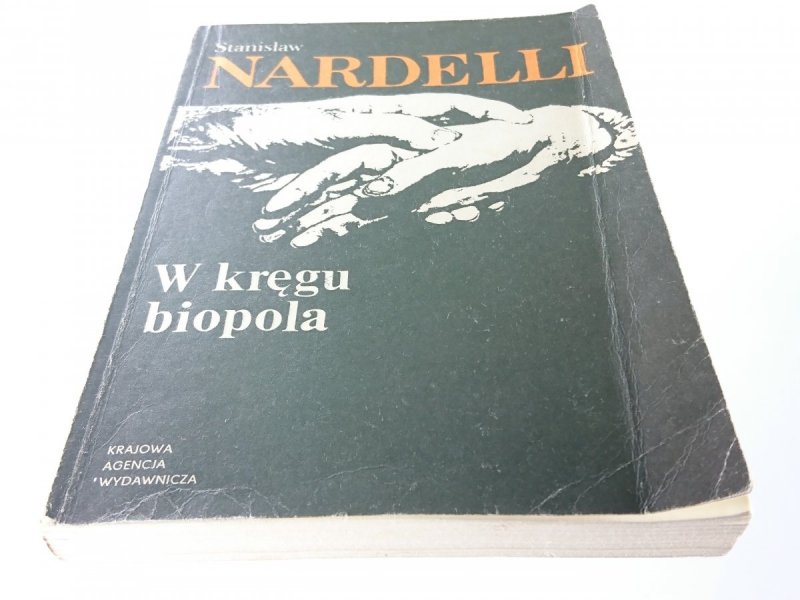 Stanisław
NARDELLI
W kręgu
biopola
KRAJOWA
AGENCJA
WYDAWNICZA